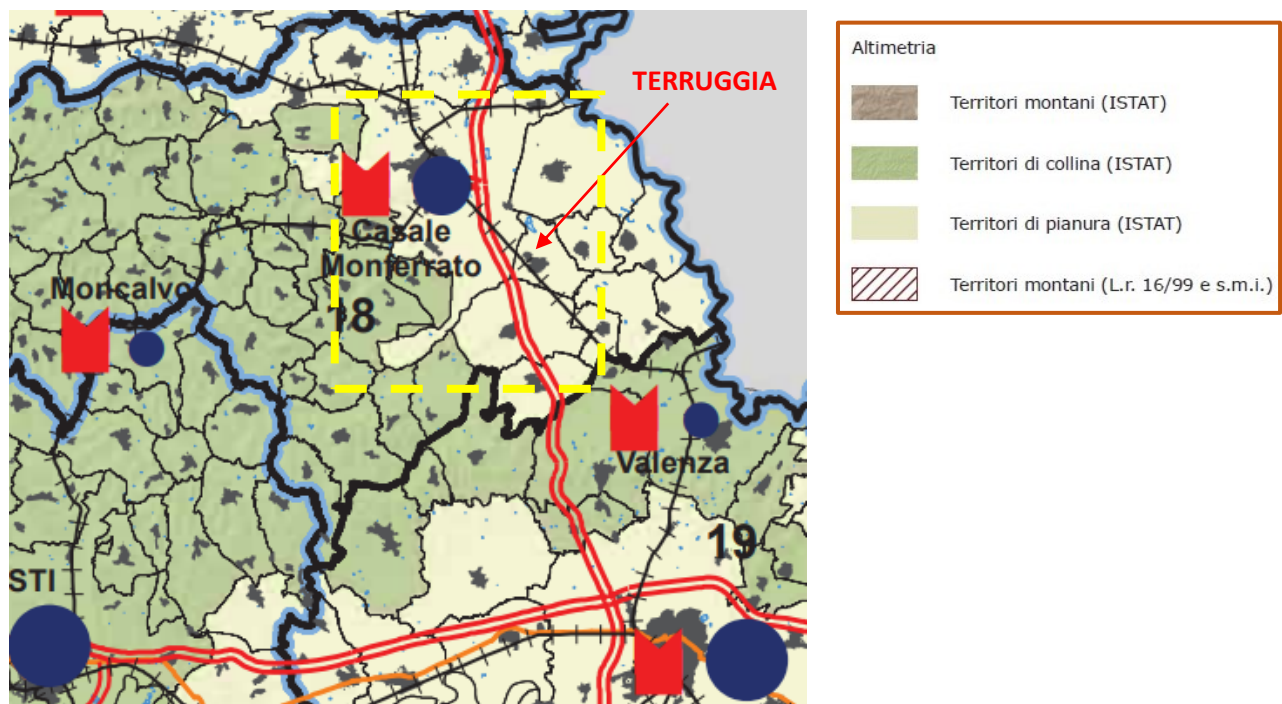 TERRUGGIA
Casale
Monferrato
Moncalvo
18
Valenza
19
STI
Altimetria
Territori montani (ISTAT)
Territori di collina (ISTAT)
Territori di pianura (ISTAT)
Territori montani (L.r. 16/99 e s.m.i.)